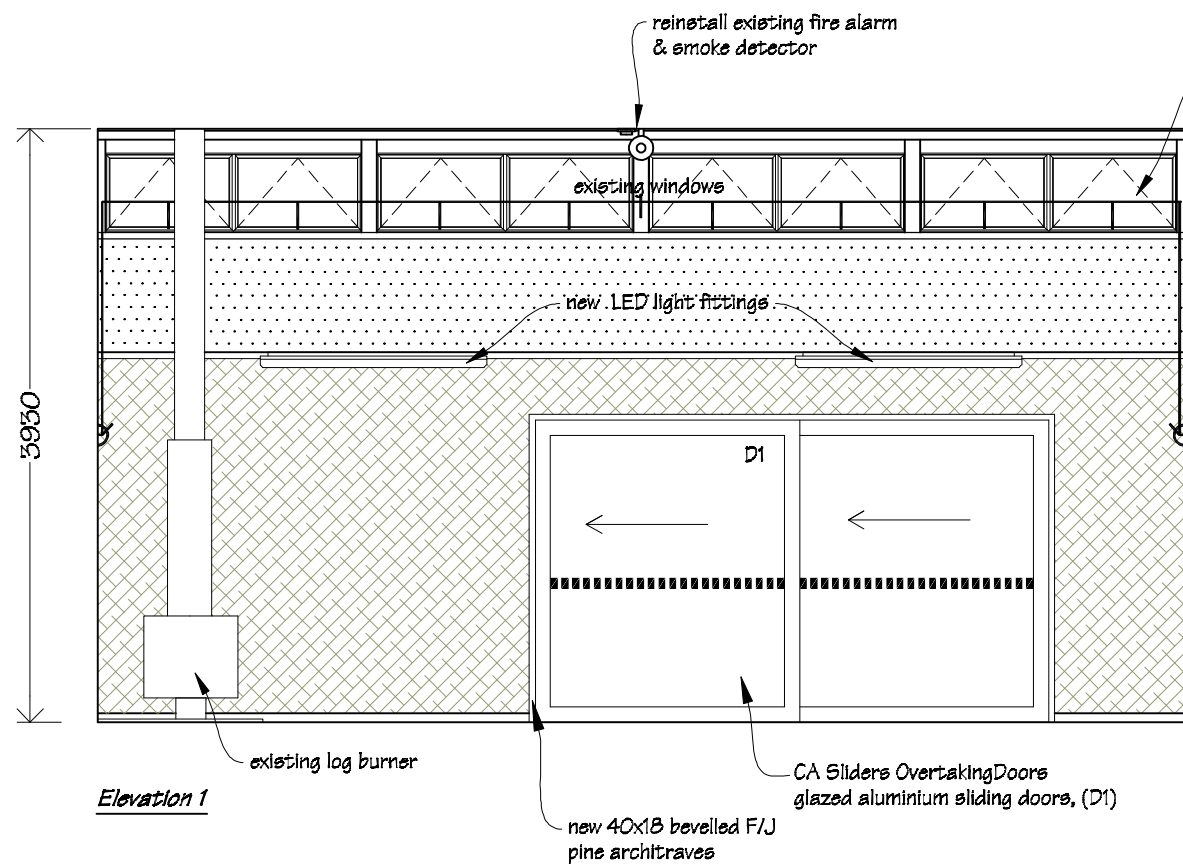 reinstall existing fire alarm
& smoke detector
existing windows
new LED light fittings
3930
D1
existing log burner
CA Sliders OvertakingDoors
glazed aluminium sliding doors, (D1)
Elevation 1
new 40x18 bevelled F/J
pine architraves